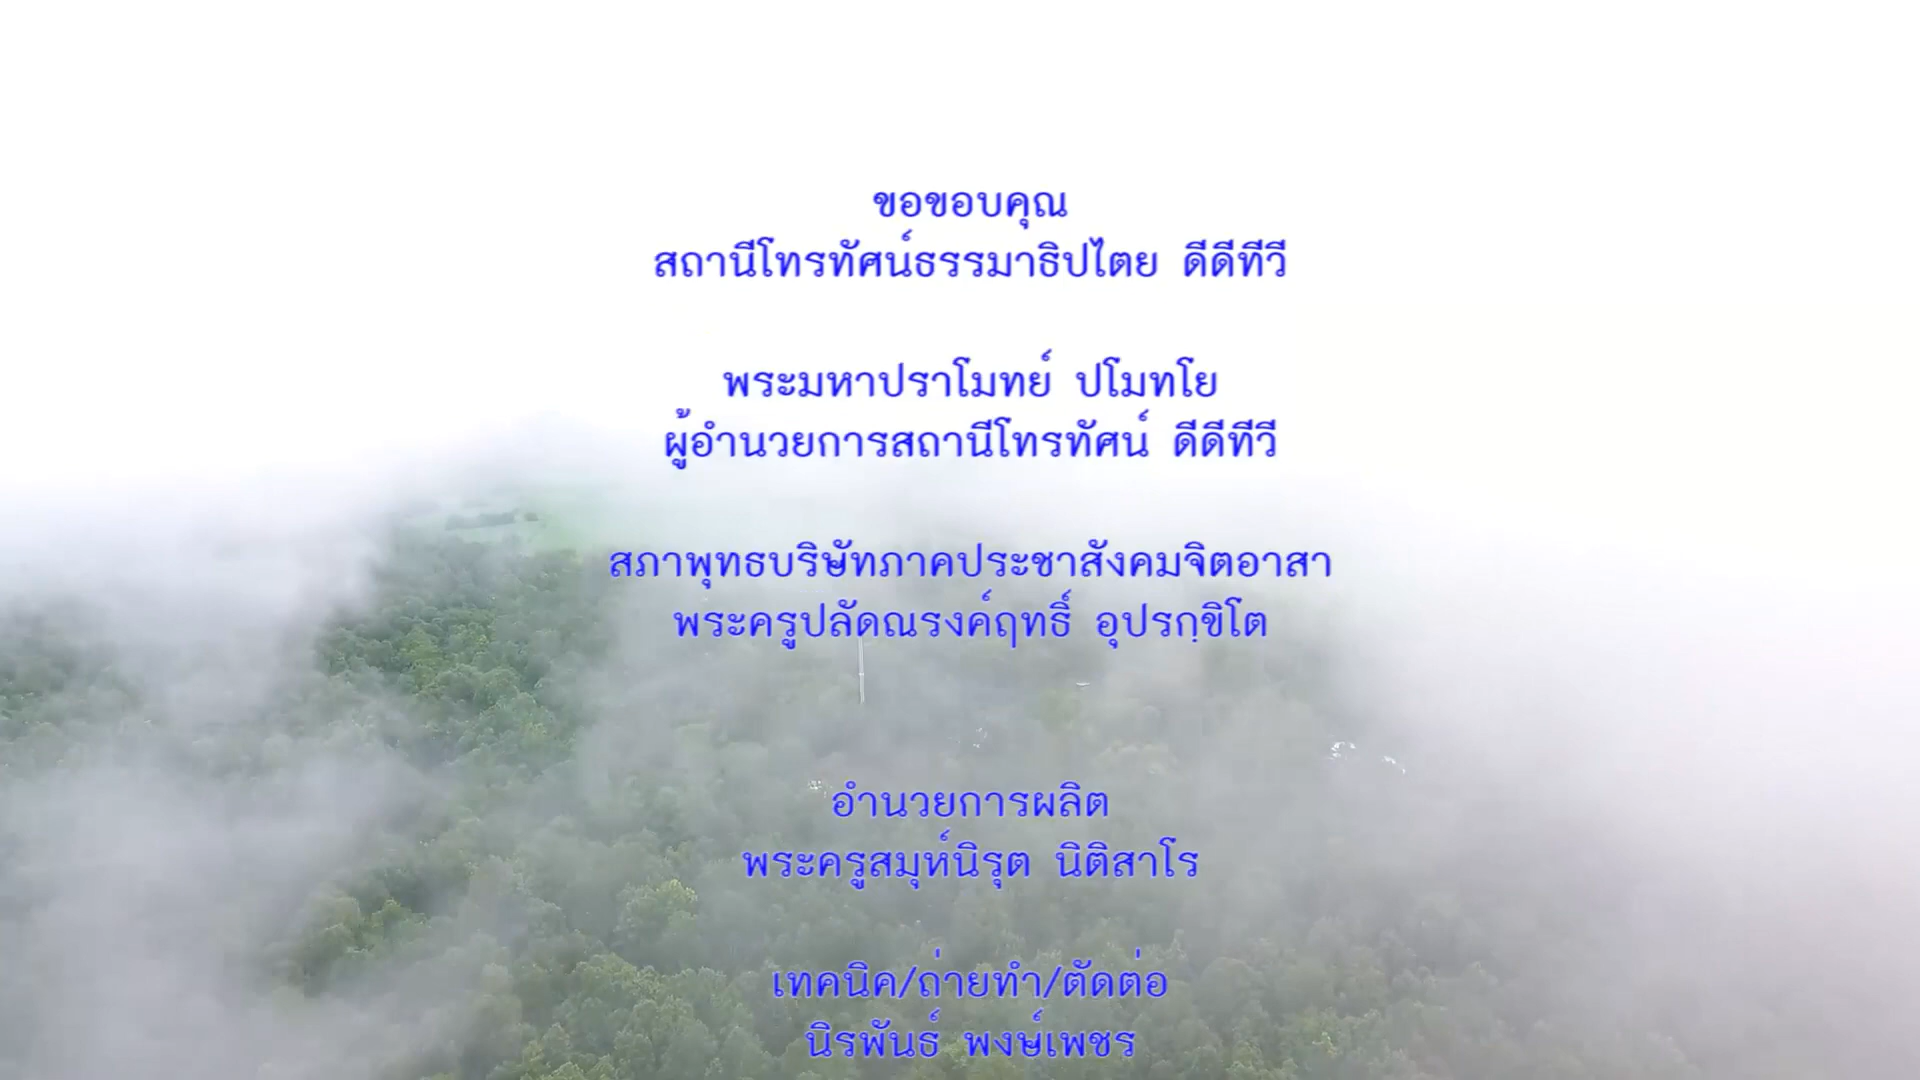 ขอขอบคุณ
สถานีโทรทัศน์ธรรมาธิปไตย ดีดีทีวี
พระมหาปราโมทย์ ปโมทโย
ผู้อำนวยการสถานีโทรทัศน์ ดีดีทีวี
สภาพุทธบริษัทภาคประชาสังคมจิตอาสา
พระครูปลัดณรงค์ฤทธิ์ อุปรกฺขิโต
อำนวยการผลิต
พระครูสมุห์นิรุต นิติสาโร
เทคนิค/ถ่ายทำ/ตัดต่อ
นิรพันธ์ พงษ์เพชร